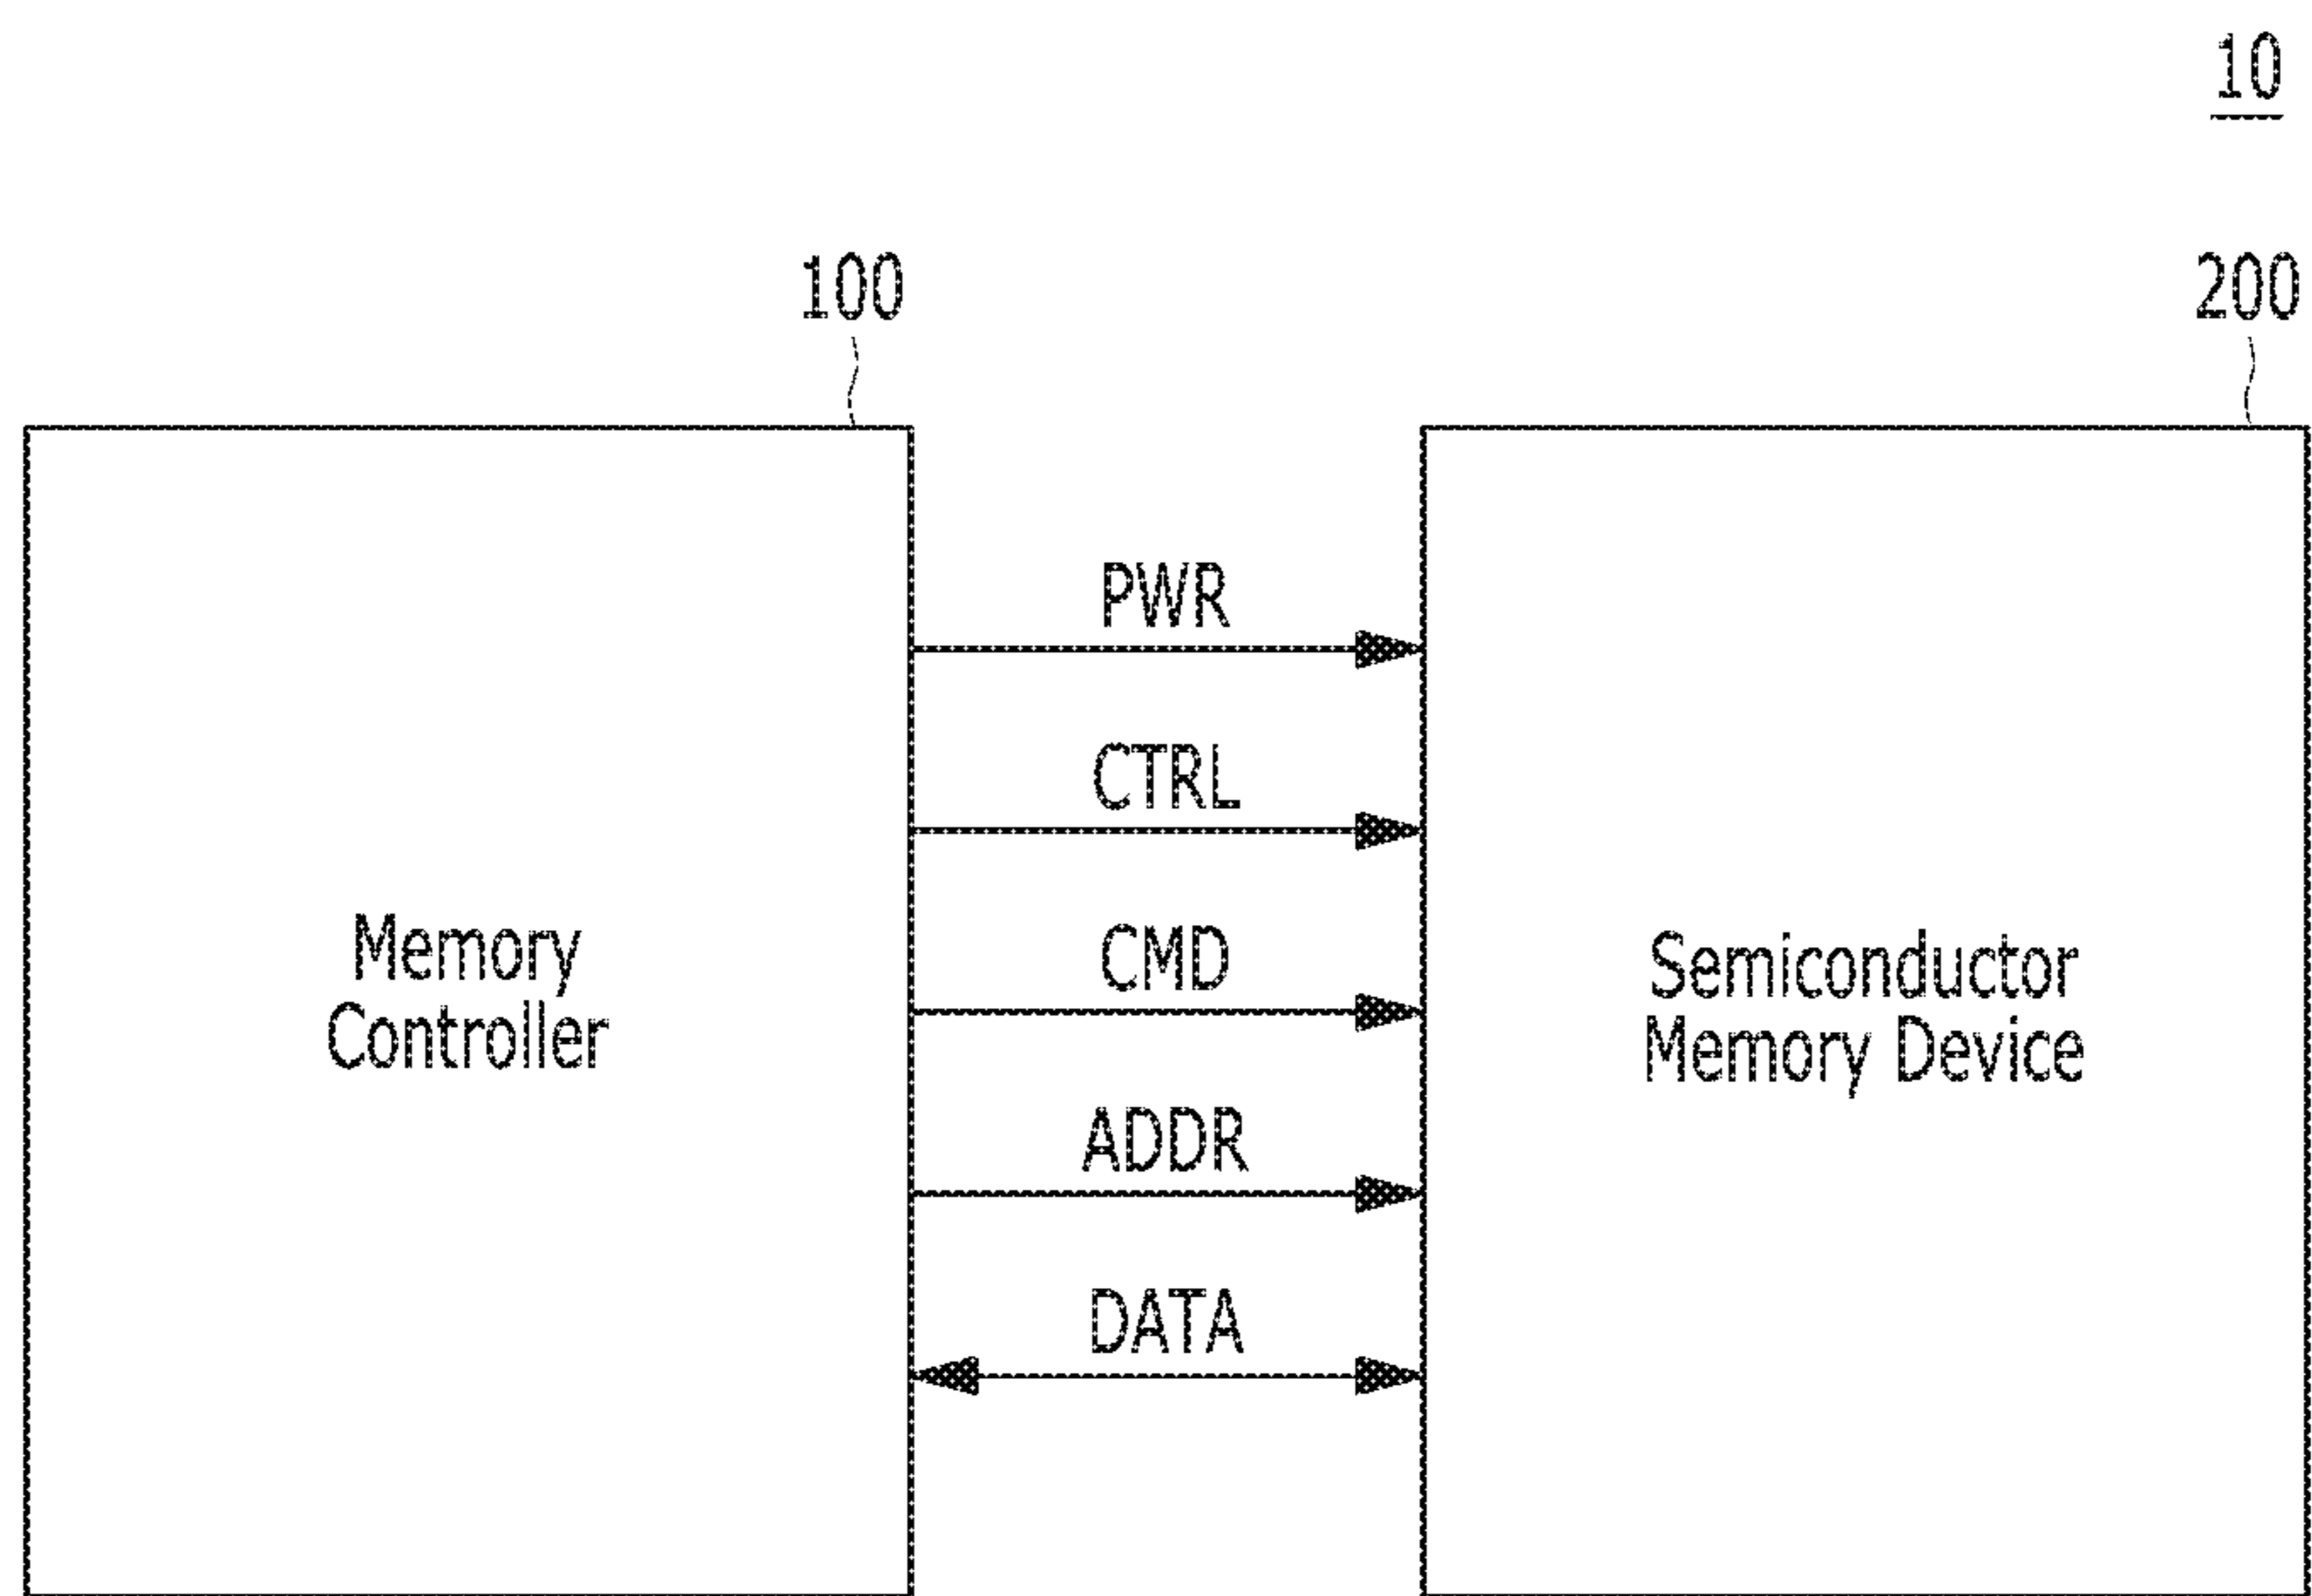 10
100
200
PWR
CTRL
CMD
ADDR
DATA
Memory
Controller
Semiconductor
Memory Device